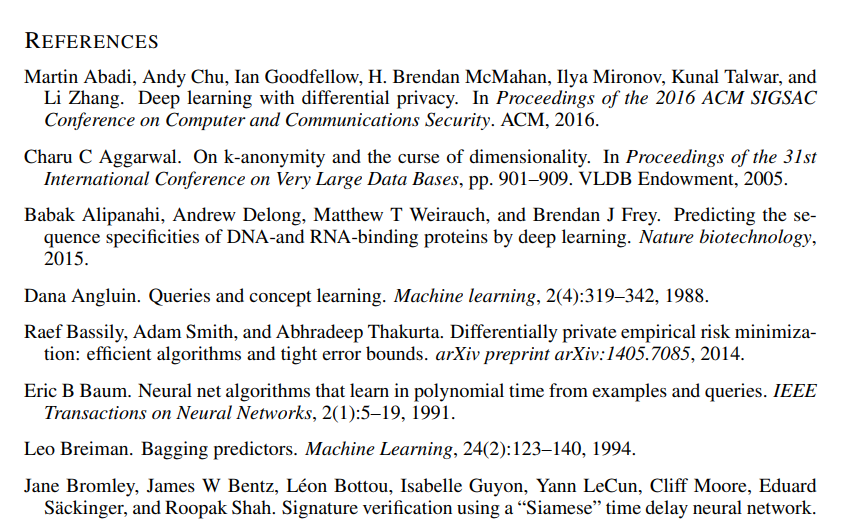 REFERENCES
Martin Abadi, Andy Chu, Ian Goodfellow, H. Brendan McMahan, Ilya Mironov, Kunal Talwar, and
Li Zhang. Deep learning with differential privacy. In Proceedings of the 2016 ACM SIGSAC
Conference on Computer and Communications Security. ACM, 2016.
Charu C Aggarwal. On k-anonymity and the curse of dimensionality. In Proceedings of the 31st
International Conference on Very Large Data Bases, pp. 901–909. VLDB Endowment, 2005.
Babak Alipanahi, Andrew Delong, Matthew T Weirauch, and Brendan J Frey. Predicting the se-
quence specificities of DNA-and RNA-binding proteins by deep learning. Nature biotechnology,
2015.
Dana Angluin. Queries and concept learning. Machine learning, 2(4):319–342, 1988.
Raef Bassily, Adam Smith, and Abhradeep Thakurta. Differentially private empirical risk minimiza-
tion: efficient algorithms and tight error bounds. arXiv preprint arXiv:1405.7085, 2014.
Eric B Baum. Neural net algorithms that learn in polynomial time from examples and queries. IEEE
Transactions on Neural Networks, 2(1):5–19, 1991.
Leo Breiman. Bagging predictors. Machine Learning, 24(2):123–140, 1994.
Jane Bromley, James W Bentz, Léon Bottou, Isabelle Guyon, Yann LeCun, Cliff Moore, Eduard
Säckinger, and Roopak Shah. Signature verification using a “Siamese” time delay neural network.